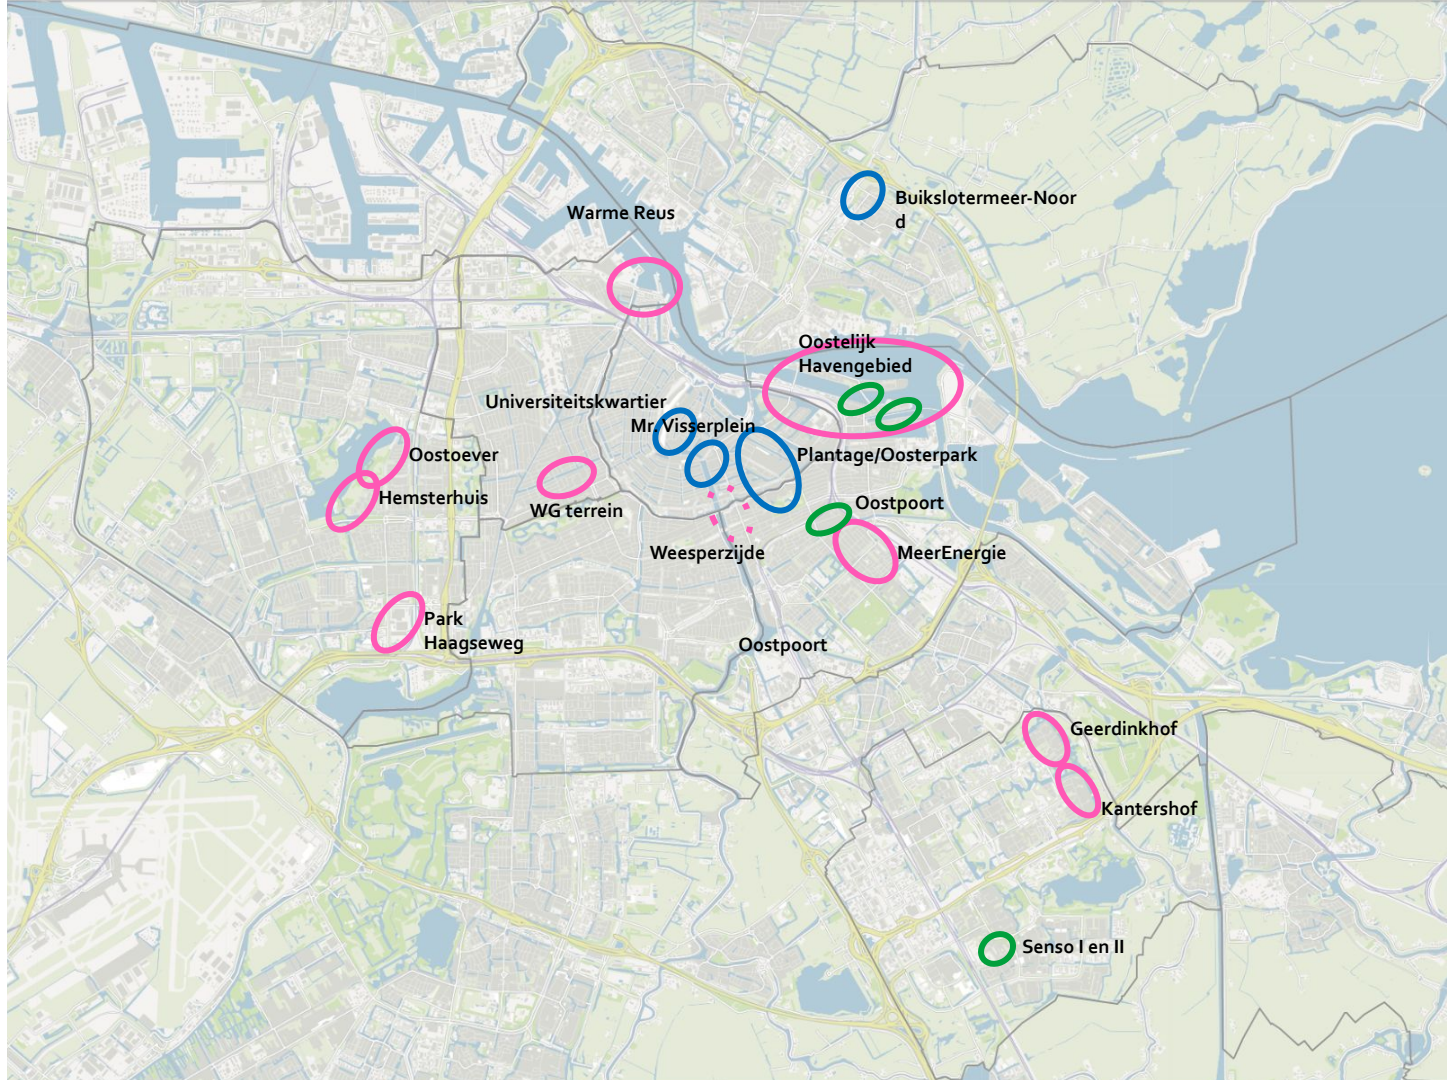 Buikslotermeer-Noor
d
Warme Reus
Oostelijk
Havengebied
Universiteitskwartier
Mr. Visserplein
Oostoever
Plantage/Oosterpark
Hemsterhuis
WG terrein
Oostpoort
Weesperzijde
MeerEnergie
Park
Haagseweg
Oostpoort
Geerdinkhof
Kantershof
Senso I en II